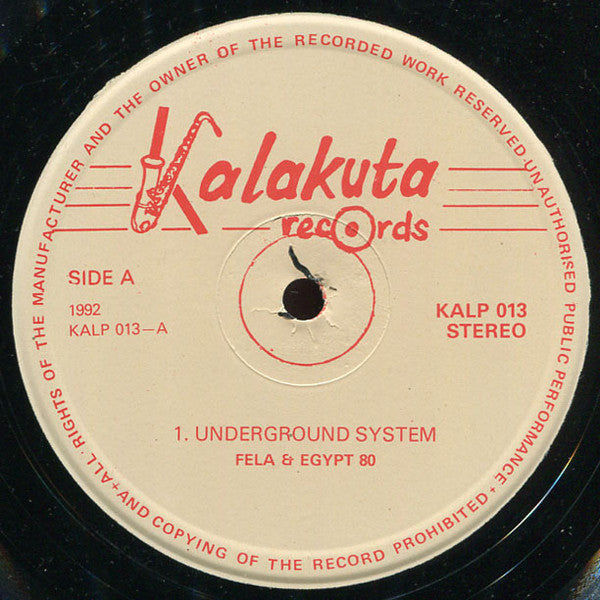 ALL RIGHTS OF THE MANUFACTURER AND THE OWNER OF THE RECORDED WORK RESERVED. UNAUTHORISED PUBLIC PERFORMANCE + AND COPYING OF THE RECORD PROHIBITED +
Kalakuta
records
SIDE A
1992
KALP 013–A
KALP 013
STEREO
1. UNDERGROUND SYSTEM
FELA & EGYPT 80